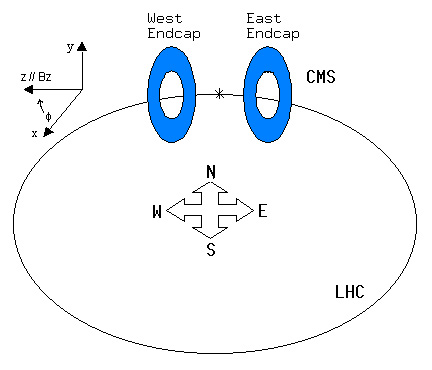 West
Endcap
East
Endcap
CMS
y
z // Bz
x
ϕ
N
W
E
S
LHC